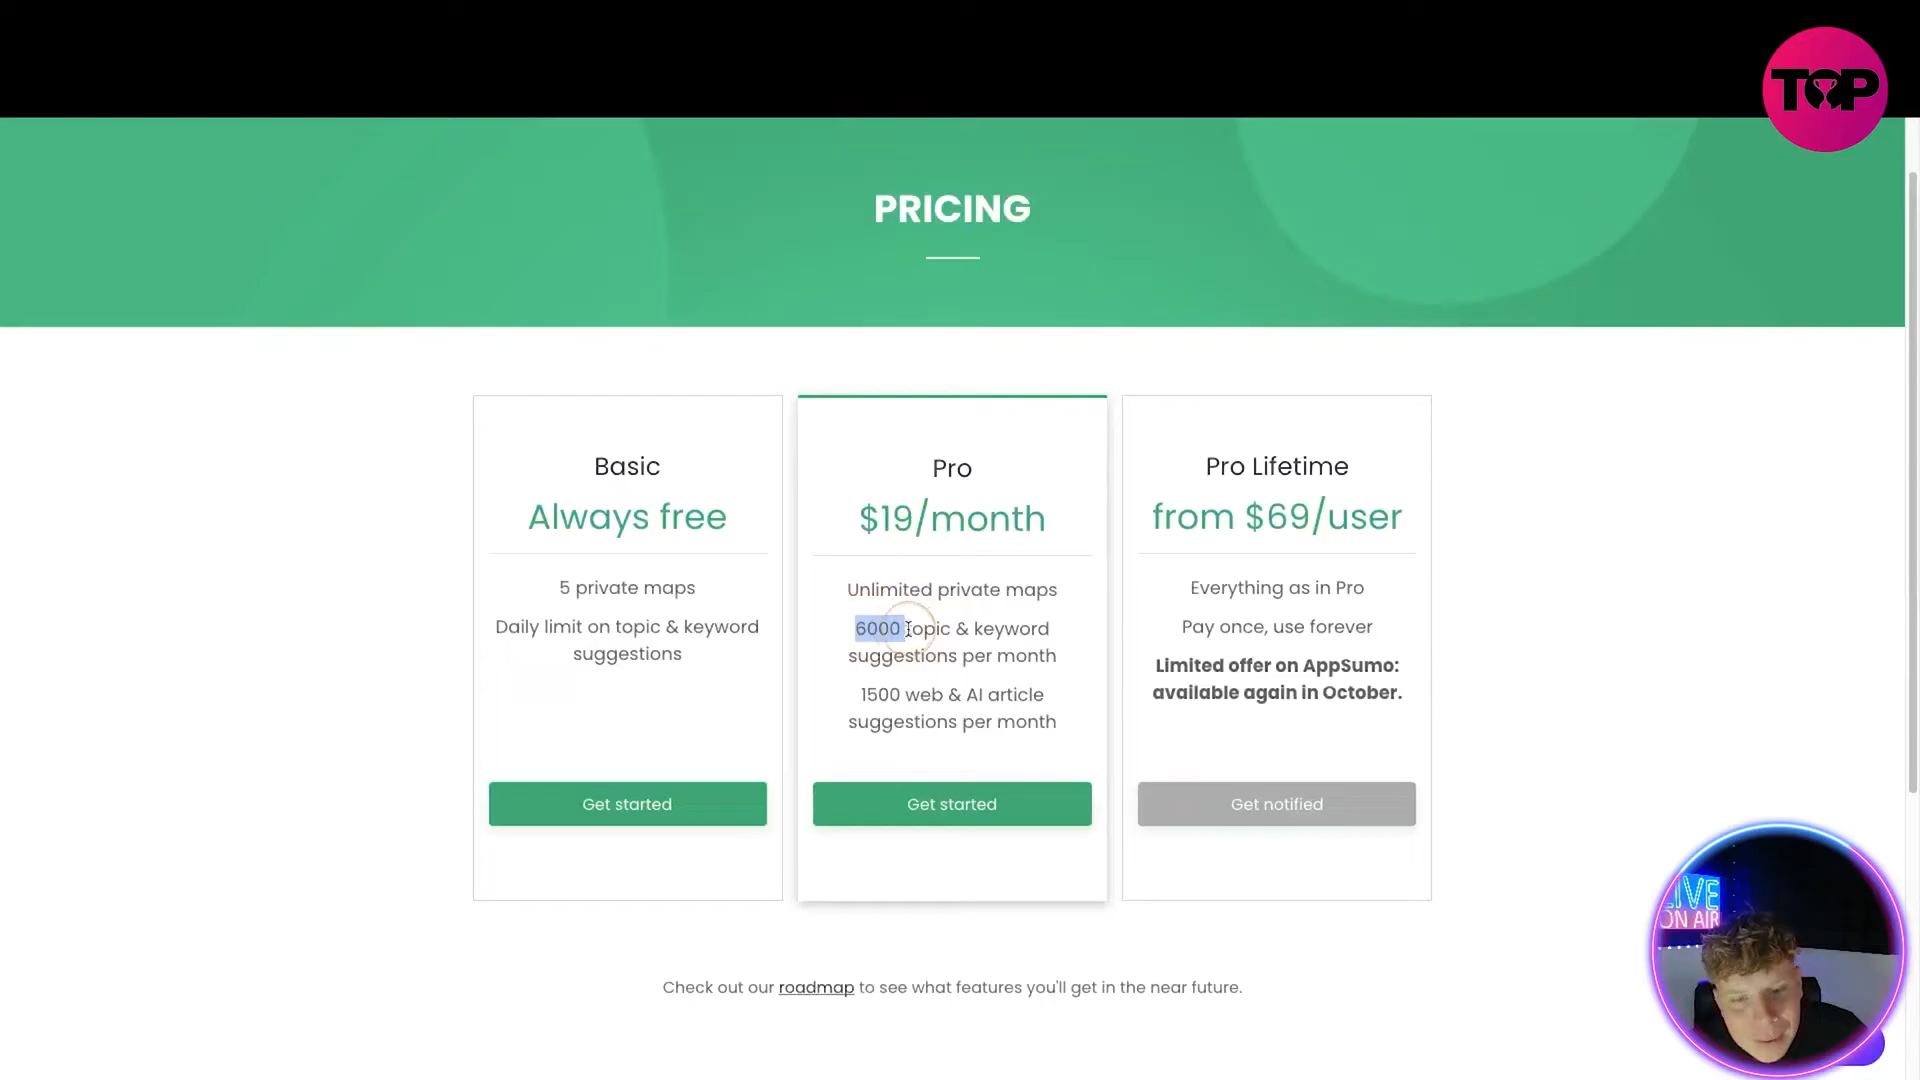 TOP
PRICING
Basic
Always free
5 private maps
Daily limit on topic & keyword
suggestions
Get started
Pro
$19/month
Unlimited private maps
6000 topic & keyword
suggestions per month
1500 web & AI article
suggestions per month
Get started
Pro Lifetime
from $69/user
Everything as in Pro
Pay once, use forever
Limited offer on AppSumo:
available again in October.
Get notified
Check out our roadmap to see what features you'll get in the near future.
LIVE
ON AIR